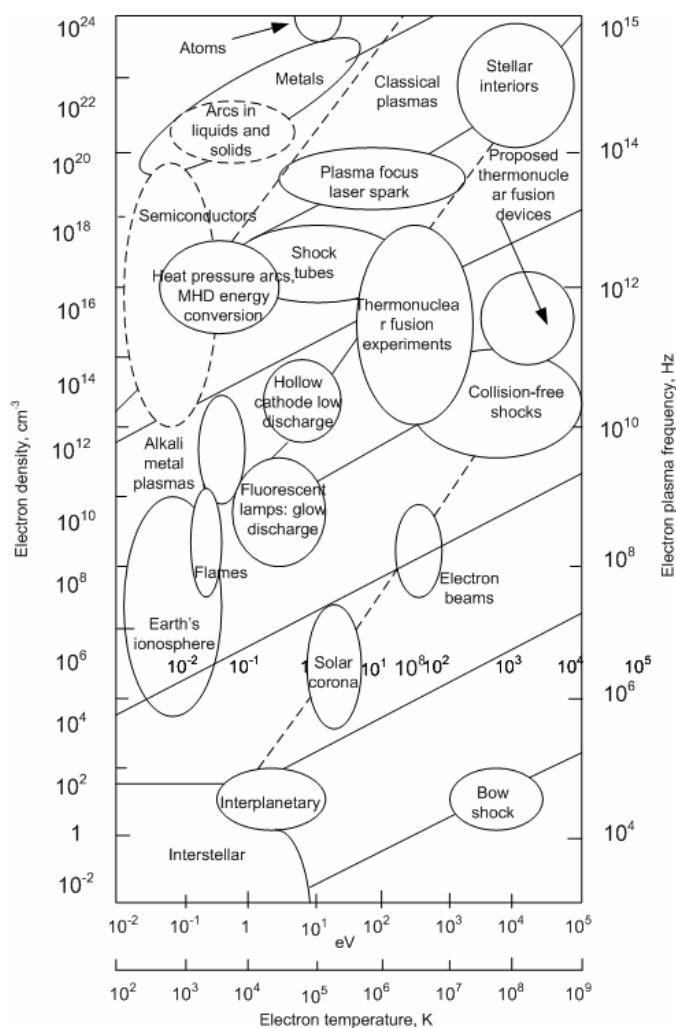 10^24
10^22
10^20
10^18
10^16
10^14
10^12
10^10
10^8
10^6
10^4
10^2
1
10^-2
Electron density, cm^-3
Atoms
Metals
Classical
plasmas
Stellar
interiors
Arcs in
liquids and
solids
Plasma focus
laser spark
Proposed
thermonucle
ar fusion
devices
Semiconductors
Shock
tubes
Heat pressure arcs,
MHD energy
conversion
Thermonuclea
r fusion
experiments
Hollow
cathode low
discharge
Collision-free
shocks
Alkali
metal
plasmas
Fluorescent
lamps: glow
discharge
Flames
Electron
beams
Earth's
ionosphere
10^-2 10^-1 1 10^1 10^8 10^2 10^3 10^4 10^5
Solar
corona
Interplanetary
Bow
shock
Interstellar
10^15
10^14
10^12
10^10
10^8
10^6
10^4
Electron plasma frequency, Hz
10^-2 10^-1 1 10^1 10^2 10^3 10^4 10^5
eV
10^2 10^3 10^4 10^5 10^6 10^7 10^8 10^9
Electron temperature, K